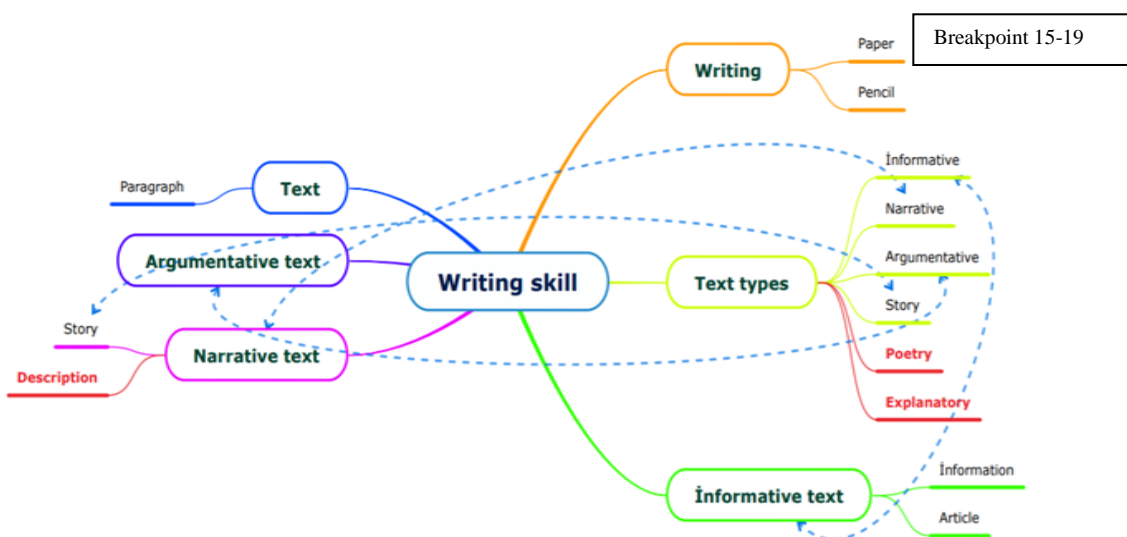 Breakpoint 15-19
Writing skill
Writing
Paper
Pencil
Text types
İnformative
Narrative
Argumentative
Story
Poetry
Explanatory
İnformative text
İnformation
Article
Text
Paragraph
Argumentative text
Narrative text
Story
Description